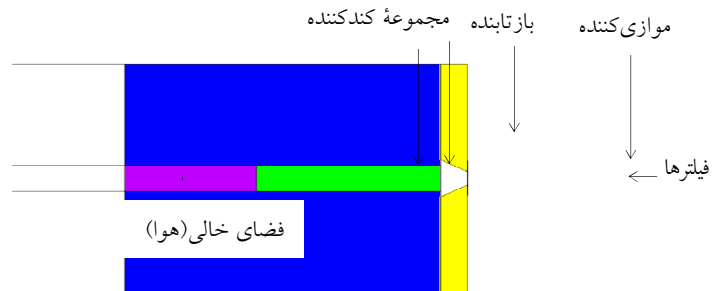 موازی‌کننده
بازتابنده
مجموعهٔ کندکننده
فیلترها
فضای خالی(هوا)